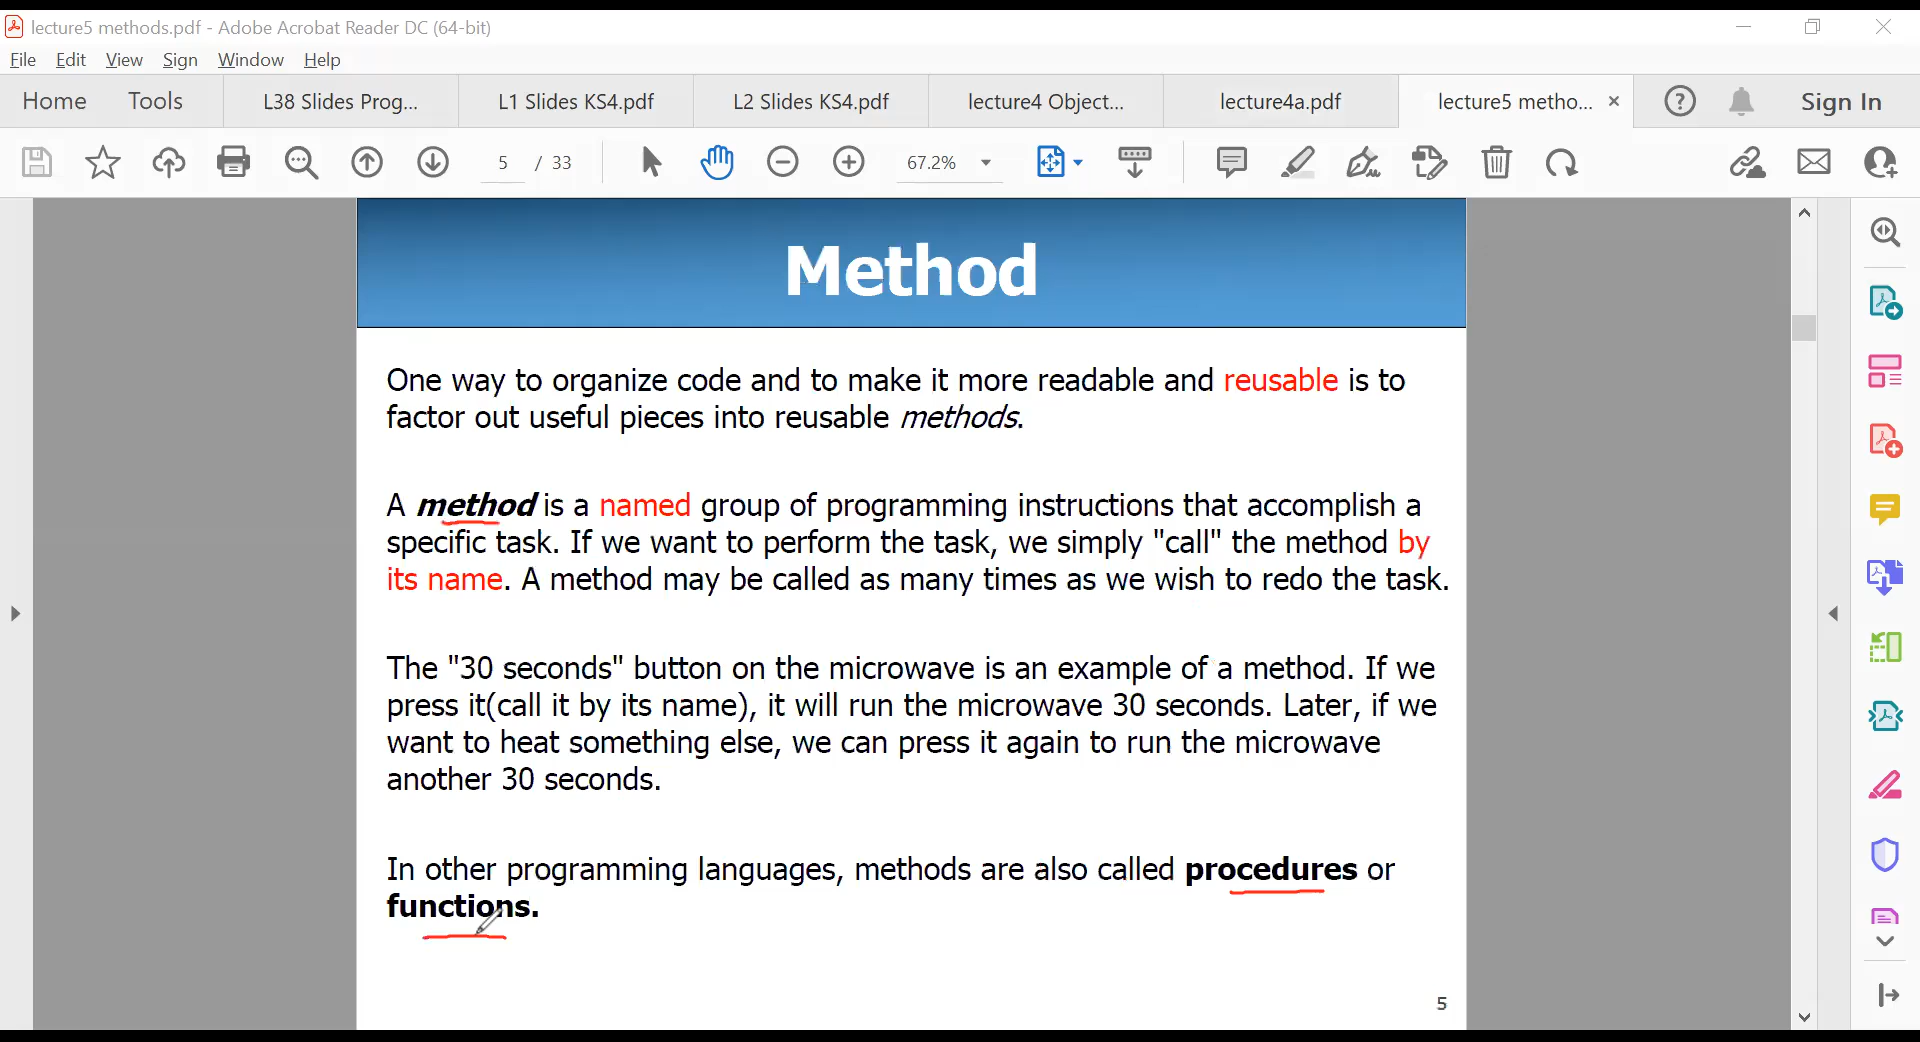 lecture5 methods.pdf - Adobe Acrobat Reader DC (64-bit)
File Edit View Sign Window Help
Home Tools L38 Slides Prog... L1 Slides KS4.pdf L2 Slides KS4.pdf lecture4 Object... lecture4a.pdf lecture5 metho... × ? Sign In
5 / 33 67.2%
Method
One way to organize code and to make it more readable and reusable is to
factor out useful pieces into reusable methods.
A method is a named group of programming instructions that accomplish a
specific task. If we want to perform the task, we simply "call" the method by
its name. A method may be called as many times as we wish to redo the task.
The "30 seconds" button on the microwave is an example of a method. If we
press it(call it by its name), it will run the microwave 30 seconds. Later, if we
want to heat something else, we can press it again to run the microwave
another 30 seconds.
In other programming languages, methods are also called procedures or
functions.
5